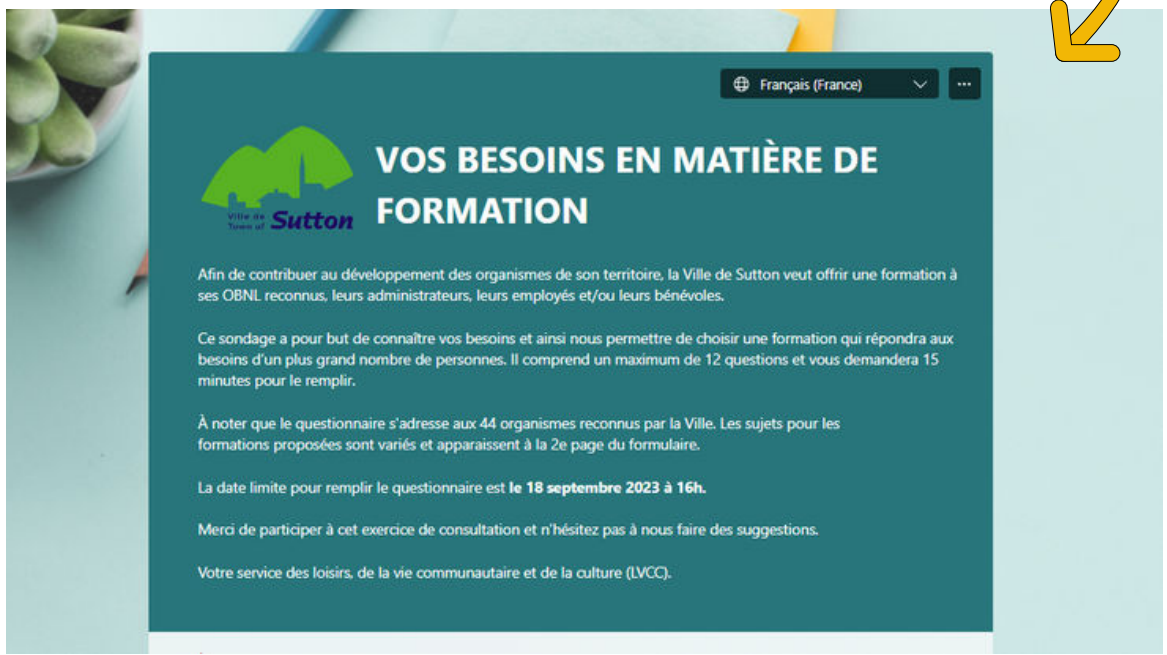 Français (France)
VOS BESOINS EN MATIÈRE DE
FORMATION
Ville de
Town of Sutton
Afin de contribuer au développement des organismes de son territoire, la Ville de Sutton veut offrir une formation à
ses OBNL reconnus, leurs administrateurs, leurs employés et/ou leurs bénévoles.
Ce sondage a pour but de connaître vos besoins et ainsi nous permettre de choisir une formation qui répondra aux
besoins d'un plus grand nombre de personnes. Il comprend un maximum de 12 questions et vous demandera 15
minutes pour le remplir.
À noter que le questionnaire s'adresse aux 44 organismes reconnus par la Ville. Les sujets pour les
formations proposées sont variés et apparaissent à la 2e page du formulaire.
La date limite pour remplir le questionnaire est le 18 septembre 2023 à 16h.
Merci de participer à cet exercice de consultation et n'hésitez pas à nous faire des suggestions.
Votre service des loisirs, de la vie communautaire et de la culture (LVCC).